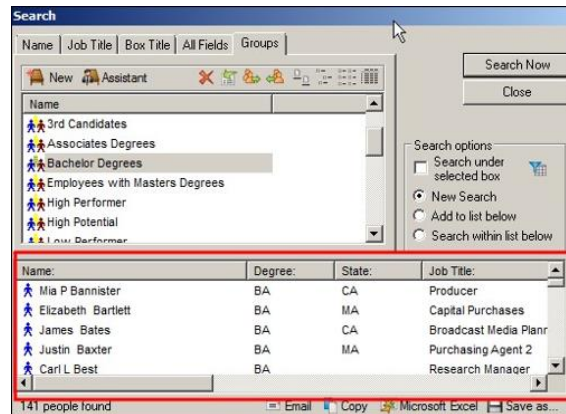 Search
Name Job Title Box Title All Fields Groups
Search Now
Close
New Assistant
Name
3rd Candidates
Associates Degrees
Bachelor Degrees
Employees with Masters Degrees
High Performer
High Potential
Low Performer
Search options
Search under
selected box
New Search
Add to list below
Search within list below
Name: Degree: State: Job Title:
Mia P Bannister BA CA Producer
Elizabeth Bartlett BA MA Capital Purchases
James Bates BA CA Broadcast Media Planr
Justin Baxter BA MA Purchasing Agent 2
Carl L Best BA Research Manager
141 people found Email Copy Microsoft Excel Save as...